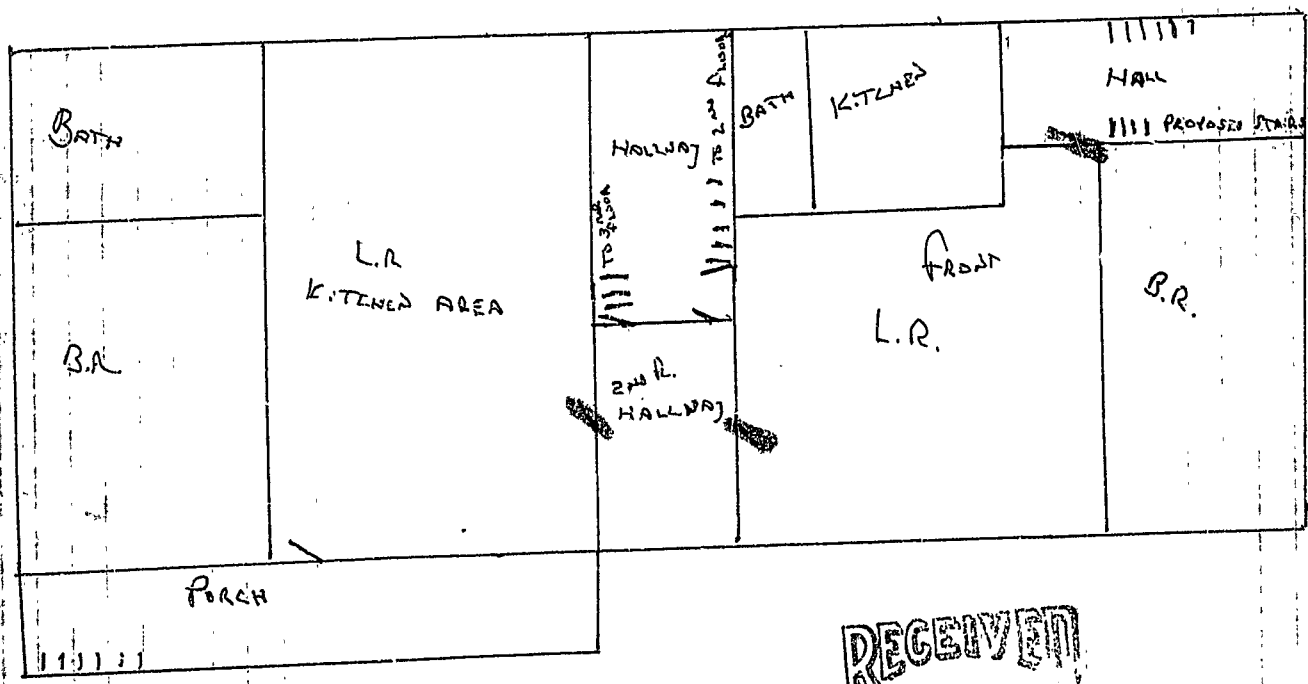 BATH
B.R.
L.R
KITCHEN AREA
PORCH
HALLWAY
TO 3RD
FLOOR
TO 2ND FLOOR
2ND FL.
HALLWAY
BATH
KITCHEN
FRONT
L.R.
HALL
PROPOSED STAIRS
B.R.
RECEIVED